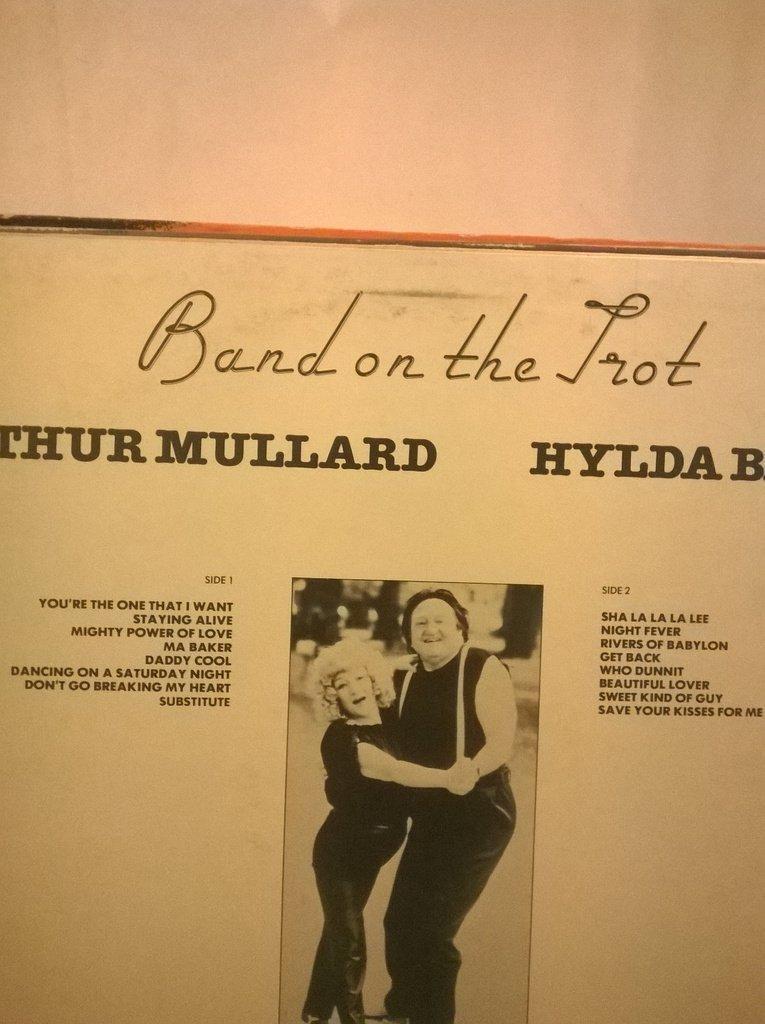 Band on the Trot
THUR MULLARD HYLDA B
SIDE 1
YOU'RE THE ONE THAT I WANT
STAYING ALIVE
MIGHTY POWER OF LOVE
MA BAKER
DADDY COOL
DANCING ON A SATURDAY NIGHT
DON'T GO BREAKING MY HEART
SUBSTITUTE
SIDE 2
SHA LA LA LA LEE
NIGHT FEVER
RIVERS OF BABYLON
GET BACK
WHO DUNNIT
BEAUTIFUL LOVER
SWEET KIND OF GUY
SAVE YOUR KISSES FOR ME